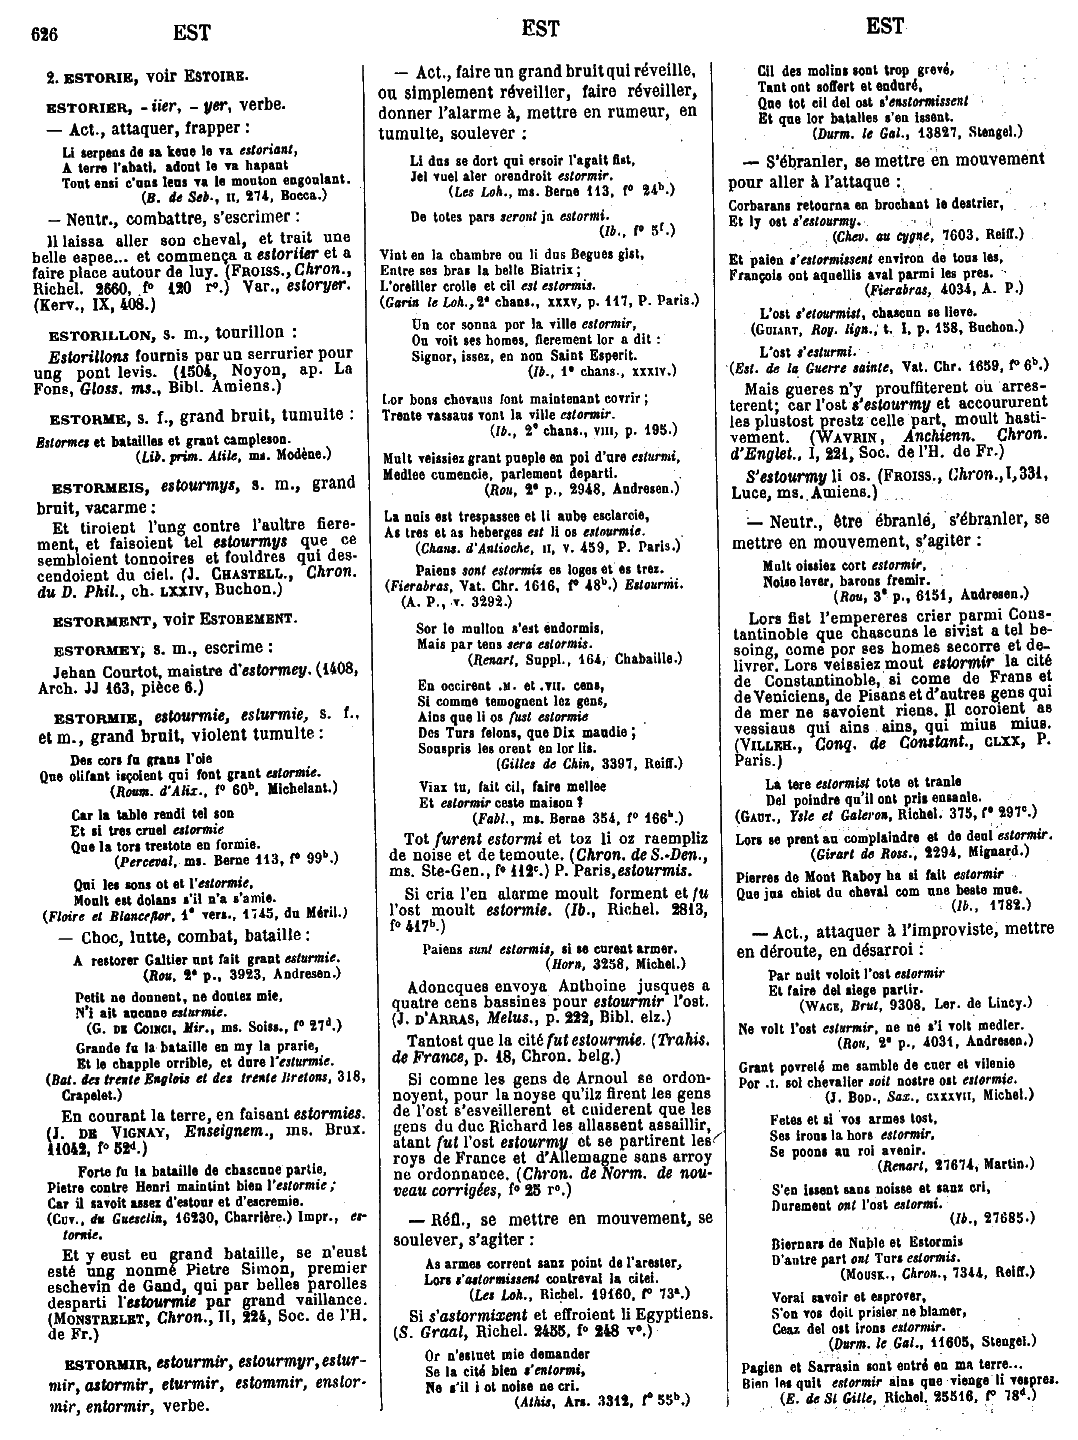 626 EST EST EST
2. ESTORIE, voir ESTOIRE.
ESTORIER, -iier, -yer, verbe.
— Act., attaquer, frapper :
Li serpens de sa keue le va estoriant,
A terre l'abati, adont le va hapant
Tout ensi c'uns leus va le mouton engoulant.
(B. de Seb., II, 274, Bocca.)
— Neutr., combattre, s'escrimer :
Il laissa aller son cheval, et trait une
belle espee... et commença a estoriier et a
faire place autour de luy. (FROISS., Chron.,
Richel. 2660, f° 120 r°.) Var., estoryer.
(Kerv., IX, 408.)
ESTORILLON, s. m., tourillon :
Estorillons fournis par un serrurier pour
ung pont levis. (1504, Noyon, ap. La
Fons, Gloss. ms., Bibl. Amiens.)
ESTORME, s. f., grand bruit, tumulte :
Estormes et batailles et grant campleson.
(Lib. prim. Atile, ms. Modène.)
ESTORMEIS, estourmys, s. m., grand
bruit, vacarme :
Et tiroient l'ung contre l'aultre fiere-
ment, et faisoient tel estourmys que ce
sembloient tonnoires et fouldres qui des-
cendoient du ciel. (J. CHASTELL., Chron.
du D. Phil., ch. LXXIV, Buchon.)
ESTORMENT, voir ESTOREMENT.
ESTORMEY, s. m., escrime :
Jehan Courtot, maistre d'estormey. (1408,
Arch. JJ 163, pièce 6.)
ESTORMIE, estourmie, esturmie, s. f.,
et m., grand bruit, violent tumulte :
Des cors fu grans l'oie
Que olifant isçoient qui font grant estormie.
(Roum. d'Alix., f° 60b, Michelant.)
Car la table rendi tel son
Et si tres cruel estormie
Que la tors trestote en formie.
(Perceval, ms. Berne 113, f° 99b.)
Qui les sons ot et l'estormie,
Moult est dolans s'il n'a s'amie.
(Floire et Blanceflor, 1e vers., 1745, du Méril.)
— Choc, lutte, combat, bataille :
A restorer Galtier unt fait grant esturmie.
(Rou, 2e p., 3923, Andresen.)
Petit ne donnent, ne doutez mie,
N'i ait aucune esturmie.
(G. DE COINCI, Mir., ms. Soiss., f° 27d.)
Grande fu la bataille en my la prarie,
Et le chapple orrible, et dure l'esturmie.
(Bat. des trente Englois et des trente Bretons, 318,
Crapelet.)
En courant la terre, en faisant estormies.
(J. DE VIGNAY, Enseignem., ms. Brux.
11042, f° 52d.)
Forte fu la bataille de chascune partie,
Pietre contre Henri maintint bien l'estormie ;
Car il savoit assez d'estour et d'escremie.
(CUV., du Guesclin, 16230, Charrière.) Impr., es-
tornie.
Et y eust eu grand bataille, se n'eust
esté ung nonmé Pietre Simon, premier
eschevin de Gand, qui par belles parolles
desparti l'estourmie par grand vaillance.
(MONSTRELET, Chron., II, 224, Soc. de l'H.
de Fr.)
ESTORMIR, estourmir, estourmyr, estur-
mir, astormir, eturmir, estommir, enstor-
mir, entormir, verbe.
— Act., faire un grand bruit qui réveille,
ou simplement réveiller, faire réveiller,
donner l'alarme à, mettre en rumeur, en
tumulte, soulever :
Li dus se dort qui ersoir l'agait fist,
Jel vuel aler orendroit estormir.
(Les Loh., ms. Berne 113, f° 24b.)
De totes pars seront ja estormi.
(Ib., f° 5f.)
Vint en la chambre ou li dus Begues gist,
Entre ses bras la belle Biatrix ;
L'oreillier crolle et cil est estormis.
(Garin le Loh., 2e chans., XXXV, p. 117, P. Paris.)
Un cor sonna por la ville estormir,
Ou voit ses homes, fierement lor a dit :
Signor, issez, en non Saint Esperit.
(Ib., 1e chans., XXXIV.)
Lor bons chevaus font maintenant covrir ;
Trente vassaus vont la ville estormir.
(Ib., 2e chans., VIII, p. 195.)
Mult veissiez grant pueple en poi d'ure esturmi,
Medlee cumencie, parlement departi.
(Rou, 2e p., 2948, Andresen.)
La nuis est trespassee et li aube esclarcie,
As tres et as heberges est li os estourmie.
(Chans. d'Antioche, II, v. 459, P. Paris.)
Paiens sont estormis es loges et es trez.
(Fierabras, Vat. Chr. 1616, f° 48b.) Estourmi.
(A. P., v. 3292.)
Sor le mullon s'est endormis,
Mais par tens sera estormis.
(Renart, Suppl., 164, Chabaille.)
En occirent .M. et .VII. cens,
Si comme temognent lez gens,
Ains que li os fust estormie
Des Turs felons, que Dix maudie ;
Souspris les orent en lor lis.
(Gilles de Chin, 3397, Reiff.)
Viax tu, fait cil, faire mellee
Et estormir ceste maison ?
(Fabl., ms. Berne 354, f° 166b.)
Tot furent estormi et toz li oz raempliz
de noise et de temoute. (Chron. de S.-Den.,
ms. Ste-Gen., f° 112c.) P. Paris, estourmis.
Si cria l'en alarme moult forment et fu
l'ost moult estormie. (Ib., Richel. 2813,
f° 417b.)
Paiens sunt estormis, si se curent armer.
(Horn, 3258, Michel.)
Adoncques envoya Anthoine jusques a
quatre cens bassines pour estourmir l'ost.
(J. D'ARRAS, Melus., p. 222, Bibl. elz.)
Tantost que la cité fut estourmie. (Trahis.
de France, p. 18, Chron. belg.)
Si comne les gens de Arnoul se ordon-
noyent, pour la noyse qu'ilz firent les gens
de l'ost s'esveillerent et cuiderent que les
gens du duc Richard les allassent assaillir,
atant fut l'ost estourmy et se partirent les
roys de France et d'Allemagne sans arroy
ne ordonnance. (Chron. de Norm. de nou-
veau corrigées, f° 25 r°.)
— Réfl., se mettre en mouvement, se
soulever, s'agiter :
As armes corrent sanz point de l'arester,
Lors s'astormissent contreval la citei.
(Les Loh., Richel. 19160, f° 73a.)
Si s'astormixent et effroient li Egyptiens.
(S. Graal, Richel. 2455, f° 248 v°.)
Or n'estuet mie demander
Se la cité bien s'entormi,
Ne s'il i ot noise ne cri.
(Athis, Ars. 3312, f° 55b.)
Cil des molins sont trop grevé,
Tant ont soffert et enduré,
Que tot cil del ost s'enstormissent
Et que lor batalles s'en issent.
(Durm. le Gal., 13827, Stengel.)
— S'ébranler, se mettre en mouvement
pour aller à l'attaque :
Corbarans retourna en brochant le destrier,
Et ly ost s'estourmy.
(Chev. au cygne, 7603, Reiff.)
Et paien s'estormissent environ de tous les,
François ont aquellis aval parmi les pres.
(Fierabras, 4034, A. P.)
L'ost s'etourmist, chascun se lieve.
(GUIART, Roy. lign., t. I, p. 158, Buchon.)
L'ost s'esturmi.
(Est. de la Guerre sainte, Vat. Chr. 1659, f° 6b.)
Mais gueres n'y prouffiterent ou arres-
terent; car l'ost s'estourmy et accoururent
les plustost prestz celle part, moult hasti-
vement. (WAVRIN, Anchienn. Chron.
d'Englet., I, 221, Soc. de l'H. de Fr.)
S'estourmy li os. (FROISS., Chron., I, 331,
Luce, ms. Amiens.)
— Neutr., être ébranlé, s'ébranler, se
mettre en mouvement, s'agiter :
Mult oissiez cort estormir,
Noise lever, barons fremir.
(Rou, 3e p., 6151, Andresen.)
Lors fist l'empereres crier parmi Cons-
tantinoble que chascuns le sivist a tel be-
soing, come por ses homes secorre et de-
livrer. Lors veissiez mout estormir la cité
de Constantinoble, si come de Frans et
de Veniciens, de Pisans et d'autres gens qui
de mer ne savoient riens. Il coroient as
vessiaus qui ains ains, qui mius mius.
(VILLEH., Conq. de Constant., CLXX, P.
Paris.)
La tere estormist tote et tranle
Del poindre qu'il ont pris ensanle.
(GAUT., Ysle et Galeron, Richel. 375, f° 297c.)
Lors se prent au complaindre et de deul estormir.
(Girart de Ross., 2294, Mignard.)
Pierres de Mont Raboy ha si fait estormir
Que jus chiet du cheval com une beste mue.
(Ib., 1782.)
— Act., attaquer à l'improviste, mettre
en déroute, en désarroi :
Par nuit voloit l'ost estormir
Et faire del siege partir.
(WACE, Brut, 9308, Ler. de Lincy.)
Ne volt l'ost esturmir, ne ne s'i volt medler.
(Rou, 2e p., 4031, Andresen.)
Grant povreté me samble de cuer et vilenie
Por .I. sol chevalier soit nostre ost estormie.
(J. BOD., Sax., CXXXVII, Michel.)
Fetes et si vos armes tost,
Ses irons la hors estormir,
Se poons au roi avenir.
(Renart, 27674, Martin.)
S'en issent sans noisse et sanz cri,
Durement ont l'ost estormi.
(Ib., 27685.)
Biernars de Nuble et Estormis
D'autre part ont Turs estormis.
(MOUSK., Chron., 7344, Reiff.)
Vorai savoir et esprover,
S'on vos doit prisier ne blamer,
Ceaz del ost irons estormir.
(Durm. le Gal., 11605, Stengel.)
Pagien et Sarrasin sont entré en ma terre...
Bien les quit estormir ains que vienge li vespres.
(E. de St Gille, Richel. 25516, f° 78d.)